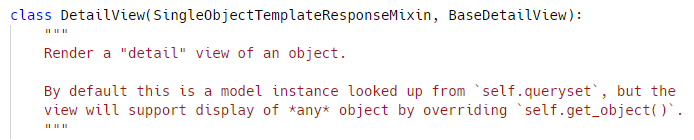 class DetailView(SingleObjectTemplateResponseMixin, BaseDetailView):
    """
    Render a "detail" view of an object.

    By default this is a model instance looked up from `self.queryset`, but the
    view will support display of *any* object by overriding `self.get_object()`.
    """